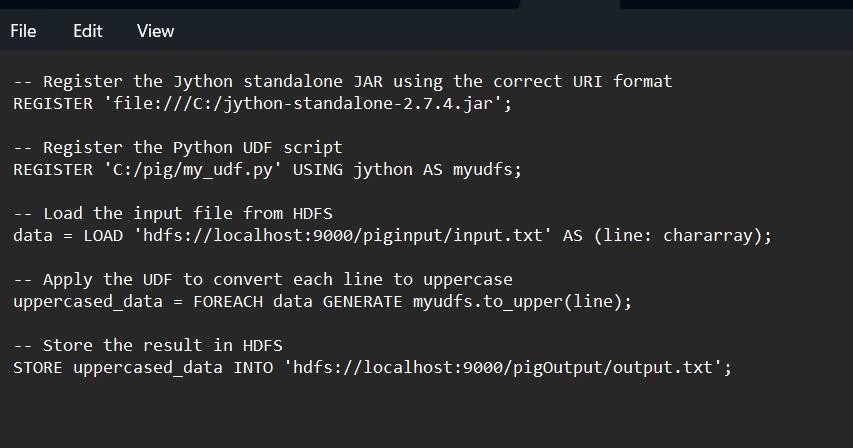 File Edit View
-- Register the Jython standalone JAR using the correct URI format
REGISTER 'file:///C:/jython-standalone-2.7.4.jar';
-- Register the Python UDF script
REGISTER 'C:/pig/my_udf.py' USING jython AS myudfs;
-- Load the input file from HDFS
data = LOAD 'hdfs://localhost:9000/piginput/input.txt' AS (line: chararray);
-- Apply the UDF to convert each line to uppercase
uppercased_data = FOREACH data GENERATE myudfs.to_upper(line);
-- Store the result in HDFS
STORE uppercased_data INTO 'hdfs://localhost:9000/pigOutput/output.txt';